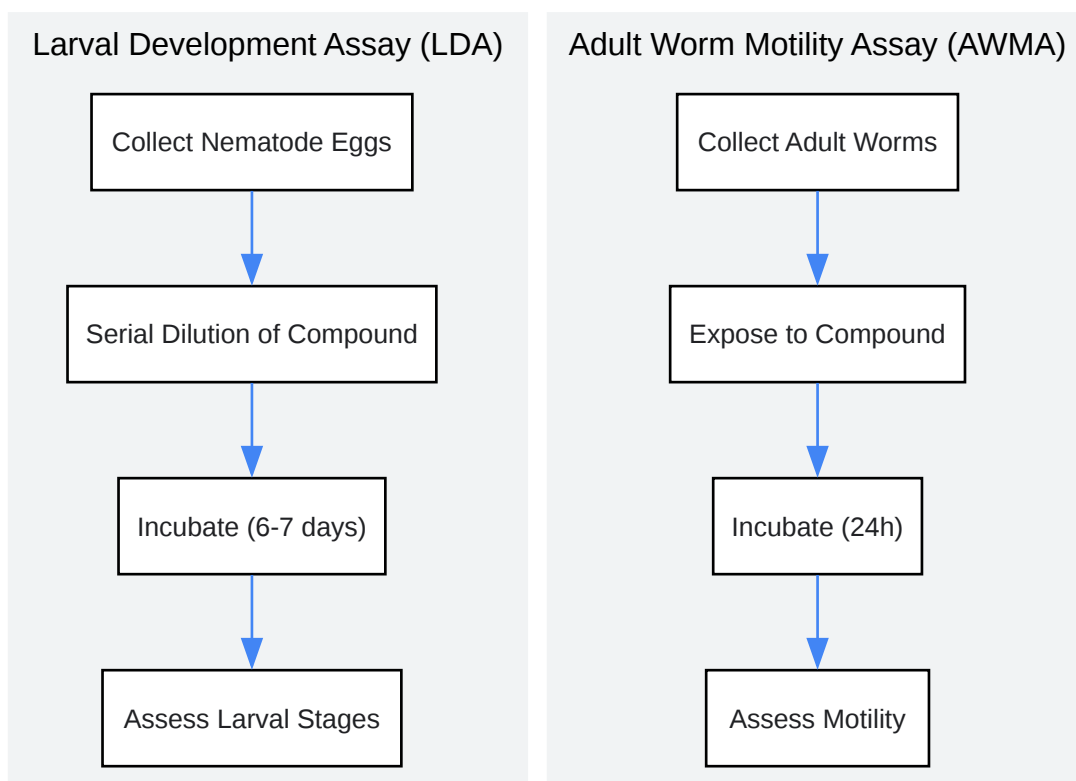 Larval Development Assay (LDA)
Collect Nematode Eggs
Serial Dilution of Compound
Incubate (6-7 days)
Assess Larval Stages
Adult Worm Motility Assay (AWMA)
Collect Adult Worms
Expose to Compound
Incubate (24h)
Assess Motility